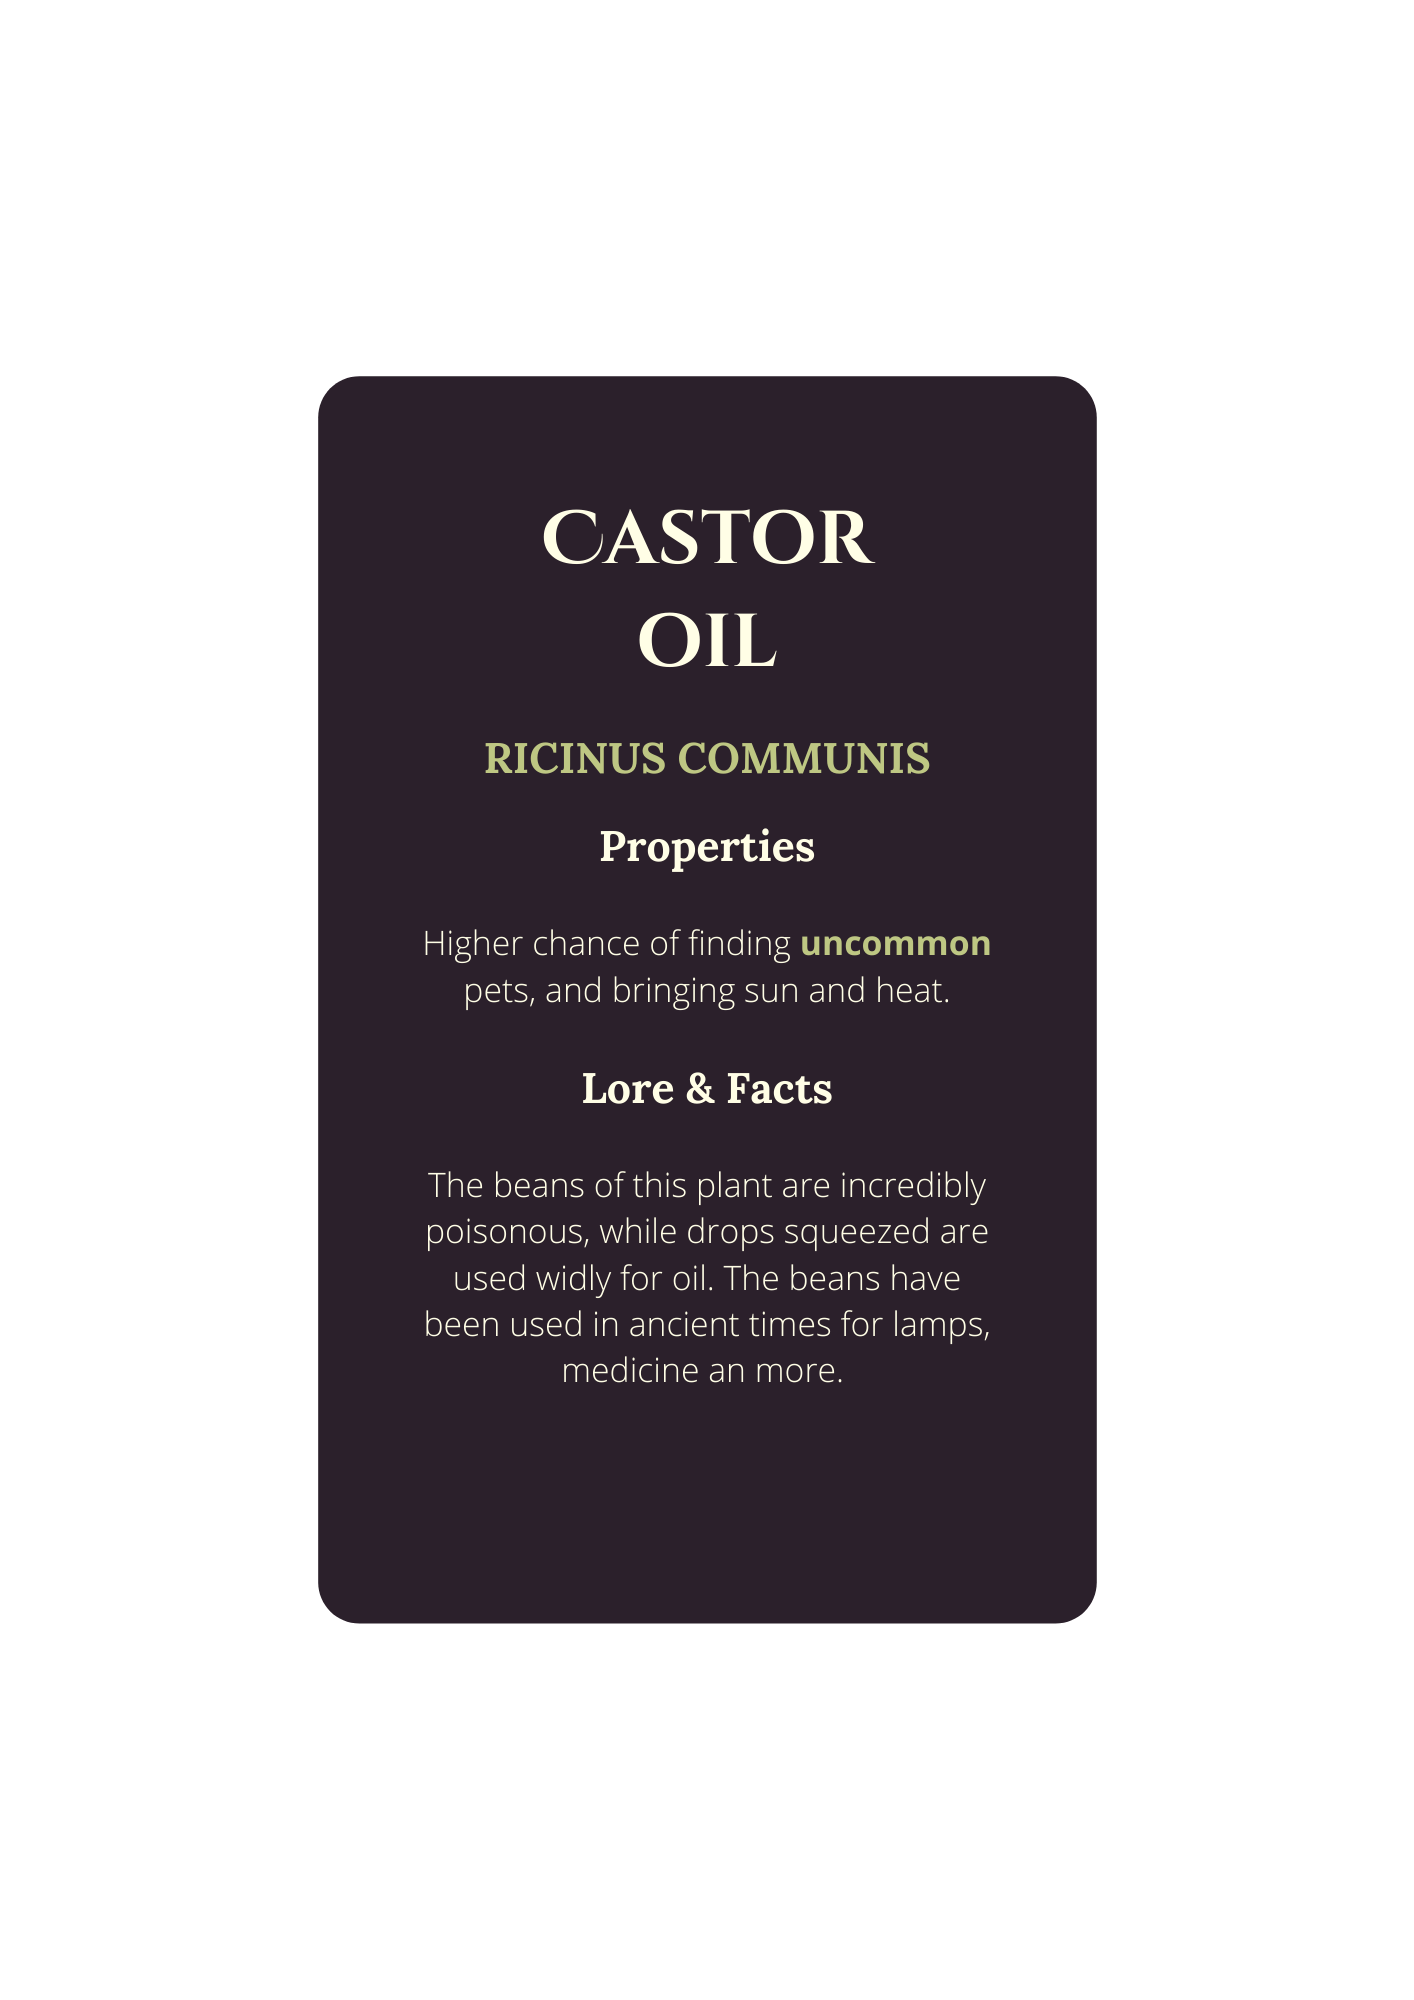 Castor
Oil
RICINUS COMMUNIS
Properties
Higher chance of finding uncommon
pets, and bringing sun and heat.
Lore & Facts
The beans of this plant are incredibly
poisonous, while drops squeezed are
used widly for oil. The beans have
been used in ancient times for lamps,
medicine an more.